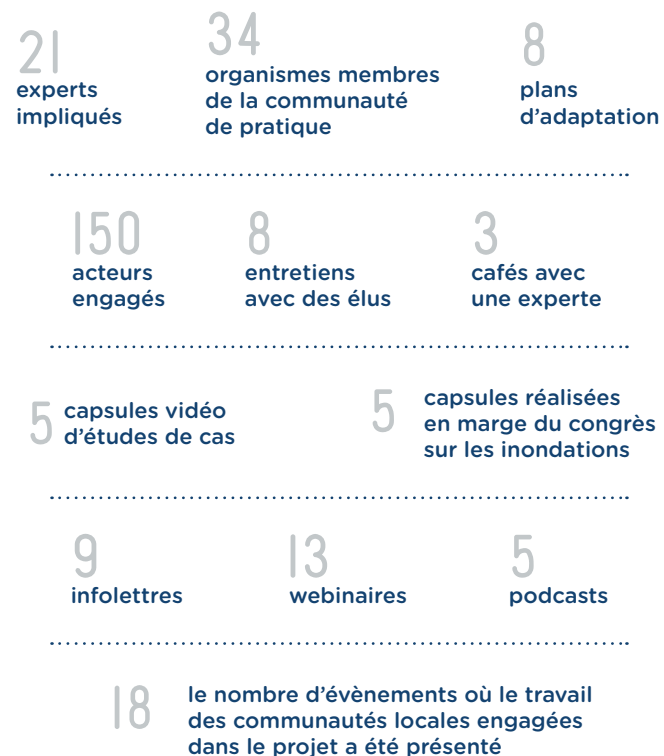 21
experts
impliqués
34
organismes membres
de la communauté
de pratique
8
plans
d'adaptation
150
acteurs
engagés
8
entretiens
avec des élus
3
cafés avec
une experte
5
capsules vidéo
d'études de cas
5
capsules réalisées
en marge du congrès
sur les inondations
9
infolettres
13
webinaires
5
podcasts
18
le nombre d'évènements où le travail
des communautés locales engagées
dans le projet a été présenté